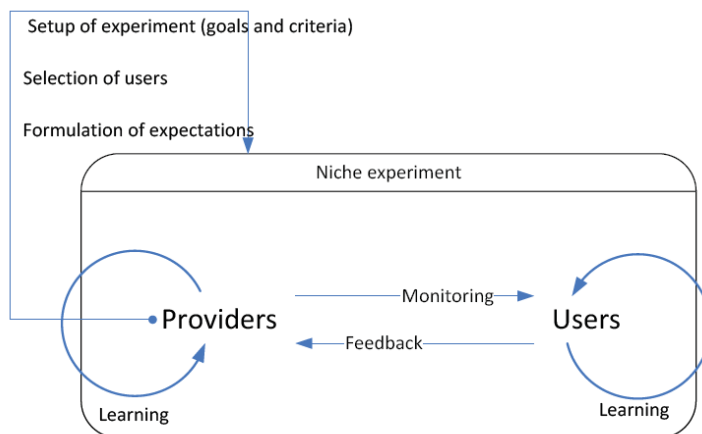 Setup of experiment (goals and criteria)
Selection of users
Formulation of expectations
Niche experiment
Monitoring
Providers
Users
Feedback
Learning
Learning